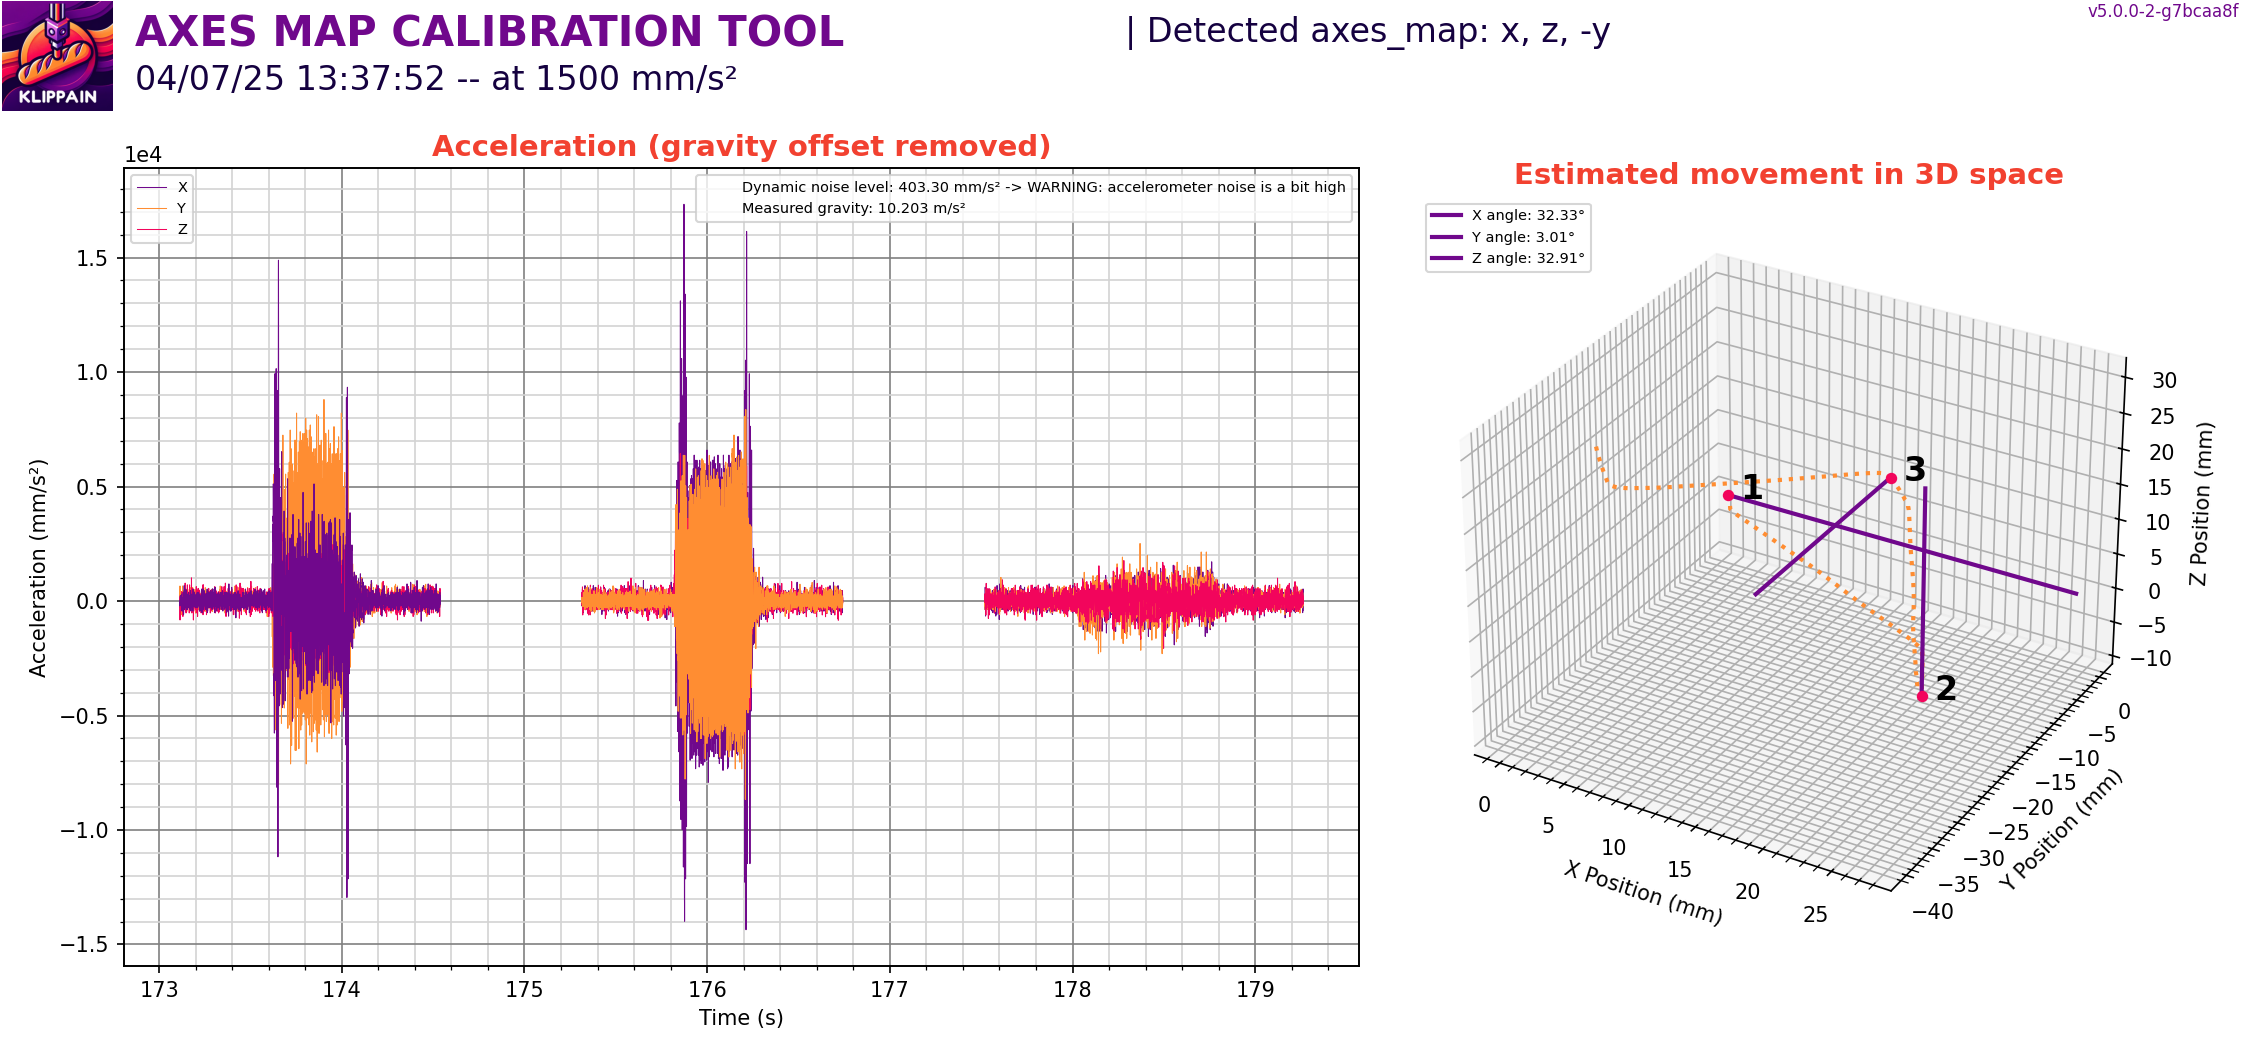 AXES MAP CALIBRATION TOOL
| Detected axes_map: x, z, -y
v5.0.0-2-g7bcaa8f
KLIPPAIN
04/07/25 13:37:52 -- at 1500 mm/s²
Acceleration (gravity offset removed)
1e4
X
Y
Z
Dynamic noise level: 403.30 mm/s² -> WARNING: accelerometer noise is a bit high
Measured gravity: 10.203 m/s²
1.5
1.0
0.5
0.0
−0.5
−1.0
−1.5
Acceleration (mm/s²)
173
174
175
176
177
178
179
Time (s)
Estimated movement in 3D space
X angle: 32.33°
Y angle: 3.01°
Z angle: 32.91°
1
3
2
30
25
20
15
10
5
0
−5
−10
Z Position (mm)
0
−5
−10
−15
−20
−25
−30
−35
−40
Y Position (mm)
0
5
10
15
20
25
X Position (mm)